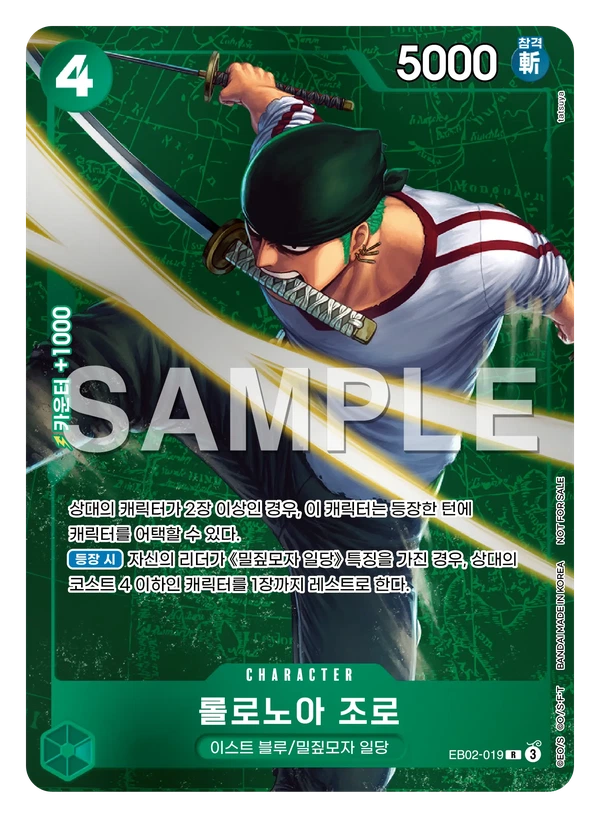 4
5000
참격
斬
tatsuya
카운터 +1000
SAMPLE
상대의 캐릭터가 2장 이상인 경우, 이 캐릭터는 등장한 턴에
캐릭터를 어택할 수 있다.
등장 시 자신의 리더가 《밀짚모자 일당》 특징을 가진 경우, 상대의
코스트 4 이하인 캐릭터를 1장까지 레스트로 한다.
©EO/S ©O/S·F·T BANDAI MADE IN KOREA NOT FOR SALE
CHARACTER
롤로노아 조로
이스트 블루/밀짚모자 일당
EB02-019 R 3